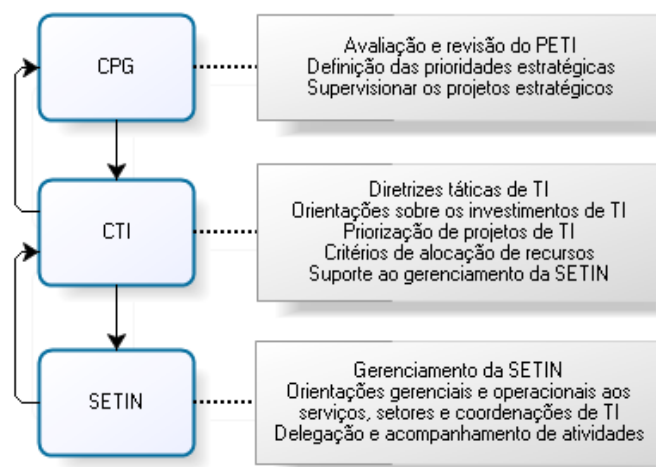 CPG
Avaliação e revisão do PETI
Definição das prioridades estratégicas
Supervisionar os projetos estratégicos
CTI
Diretrizes táticas de TI
Orientações sobre os investimentos de TI
Priorização de projetos de TI
Critérios de alocação de recursos
Suporte ao gerenciamento da SETIN
SETIN
Gerenciamento da SETIN
Orientações gerenciais e operacionais aos
serviços, setores e coordenações de TI
Delegação e acompanhamento de atividades